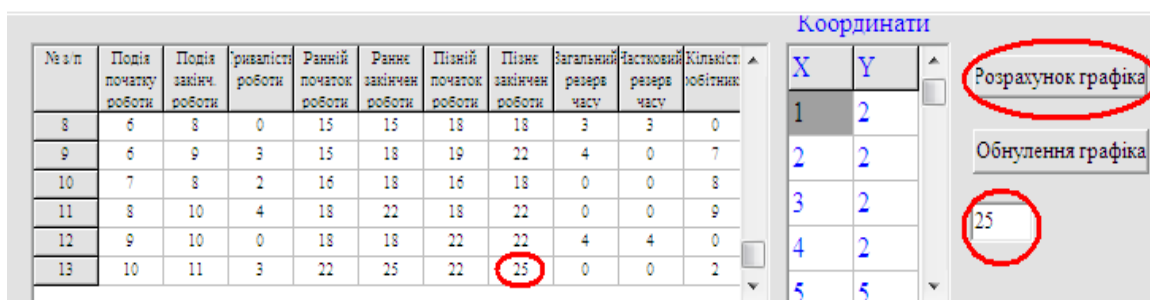 Координати
№ з/п Подія початку роботи Подія закінч. роботи Тривалість роботи Ранній початок роботи Раннє закінчен роботи Пізній початок роботи Пізнє закінчен роботи Загальний резерв часу Частковий резерв часу Кількіст робітник
8 6 8 0 15 15 18 18 3 3 0
9 6 9 3 15 18 19 22 4 0 7
10 7 8 2 16 18 16 18 0 0 8
11 8 10 4 18 22 18 22 0 0 9
12 9 10 0 18 18 22 22 4 4 0
13 10 11 3 22 25 22 25 0 0 2
X Y
1 2
2 2
3 2
4 2
5 5
Розрахунок графіка
Обнулення графіка
25